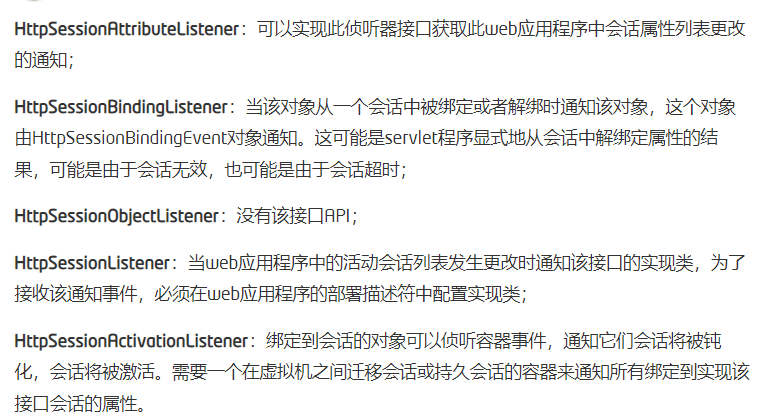 HttpSessionAttributeListener：可以实现此侦听器接口获取此web应用程序中会话属性列表更改
的通知；
HttpSessionBindingListener：当该对象从一个会话中被绑定或者解绑时通知该对象，这个对象
由HttpSessionBindingEvent对象通知。这可能是servlet程序显式地从会话中解绑定属性的结
果，可能是由于会话无效，也可能是由于会话超时；
HttpSessionObjectListener：没有该接口API；
HttpSessionListener：当web应用程序中的活动会话列表发生更改时通知该接口的实现类，为了
接收该通知事件，必须在web应用程序的部署描述符中配置实现类；
HttpSessionActivationListener：绑定到会话的对象可以侦听容器事件，通知它们会话将被钝
化，会话将被激活。需要一个在虚拟机之间迁移会话或持久会话的容器来通知所有绑定到实现该
接口会话的属性。